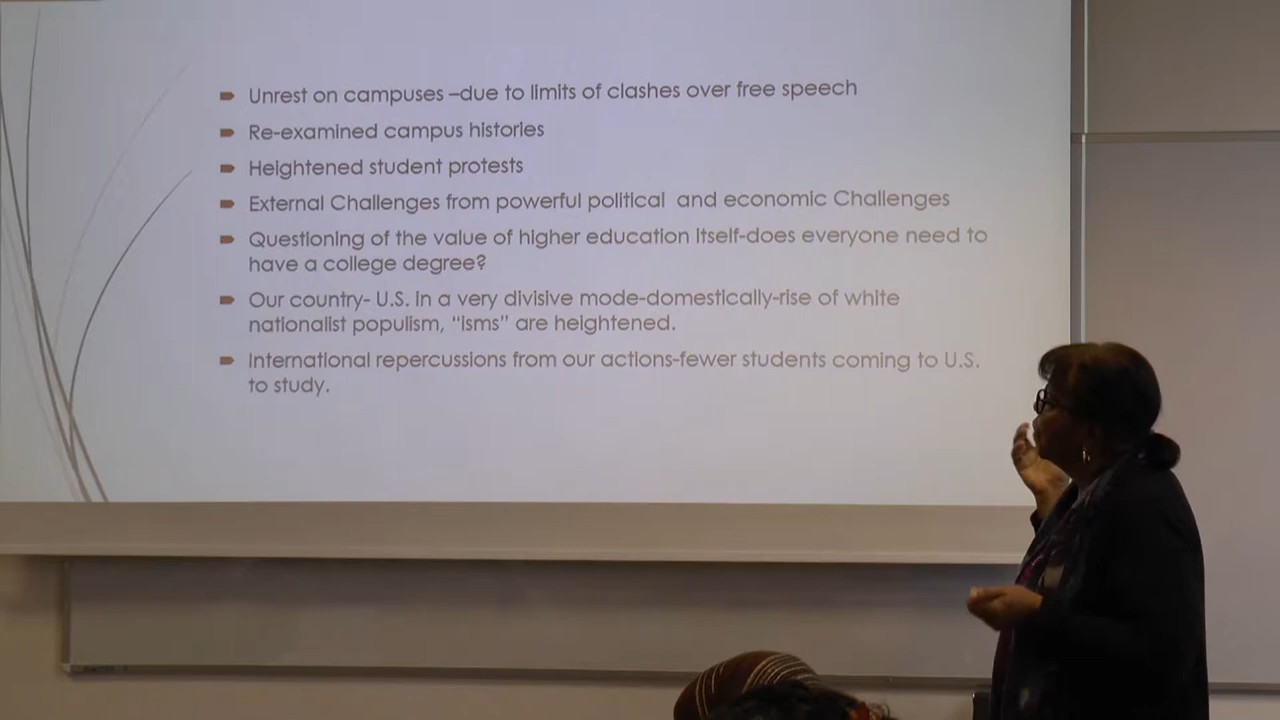 Unrest on campuses –due to limits of clashes over free speech
Re-examined campus histories
Heightened student protests
External Challenges from powerful political  and economic Challenges
Questioning of the value of higher education itself-does everyone need to
have a college degree?
Our country- U.S. in a very divisive mode-domestically-rise of white
nationalist populism, “isms” are heightened.
International repercussions from our actions-fewer students coming to U.S.
to study.